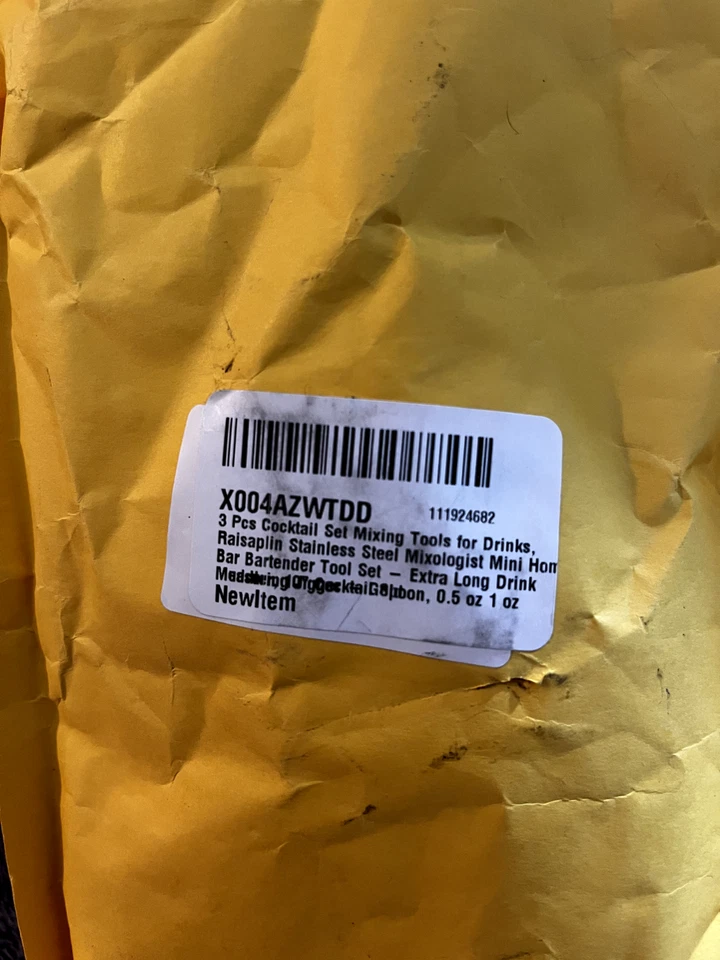 X004AZWTDD 111924682
3 Pcs Cocktail Set Mixing Tools for Drinks,
Raisaplin Stainless Steel Mixologist Mini Hom
Bar Bartender Tool Set – Extra Long Drink
oon, 0.5 oz 1 oz
NewItem